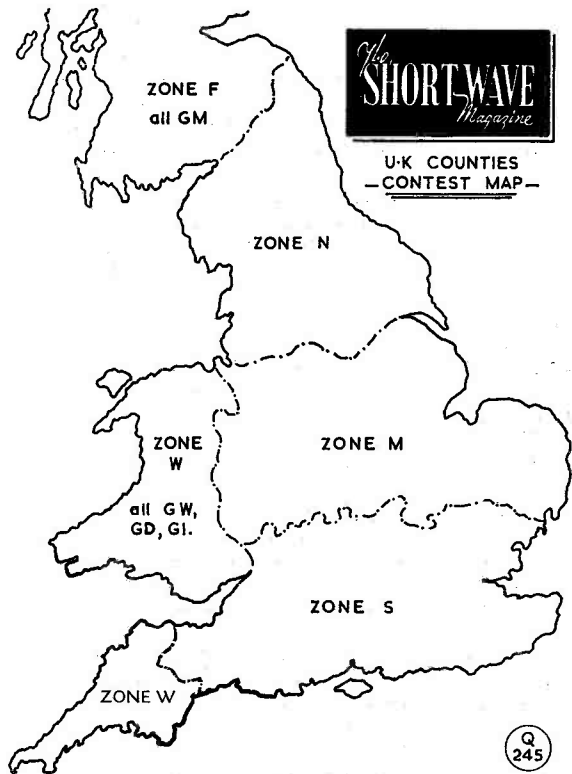 ZONE F
all GM
The
SHORT-WAVE
Magazine
U·K COUNTIES
—CONTEST MAP—
ZONE N
ZONE
W
all GW,
GD, GI.
ZONE M
ZONE S
ZONE W
Q
245